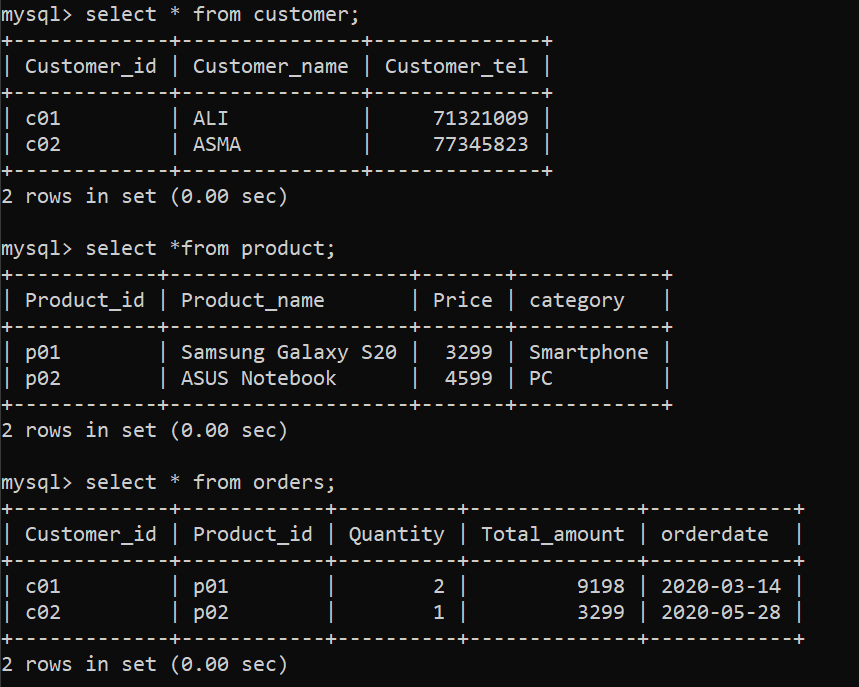 mysql> select * from customer;
+-------------+---------------+--------------+
| Customer_id | Customer_name | Customer_tel |
+-------------+---------------+--------------+
| c01         | ALI           |     71321009 |
| c02         | ASMA          |     77345823 |
+-------------+---------------+--------------+
2 rows in set (0.00 sec)

mysql> select *from product;
+------------+--------------------+-------+------------+
| Product_id | Product_name       | Price | category   |
+------------+--------------------+-------+------------+
| p01        | Samsung Galaxy S20 |  3299 | Smartphone |
| p02        | ASUS Notebook      |  4599 | PC         |
+------------+--------------------+-------+------------+
2 rows in set (0.00 sec)

mysql> select * from orders;
+-------------+------------+----------+--------------+------------+
| Customer_id | Product_id | Quantity | Total_amount | orderdate  |
+-------------+------------+----------+--------------+------------+
| c01         | p01        |        2 |         9198 | 2020-03-14 |
| c02         | p02        |        1 |         3299 | 2020-05-28 |
+-------------+------------+----------+--------------+------------+
2 rows in set (0.00 sec)